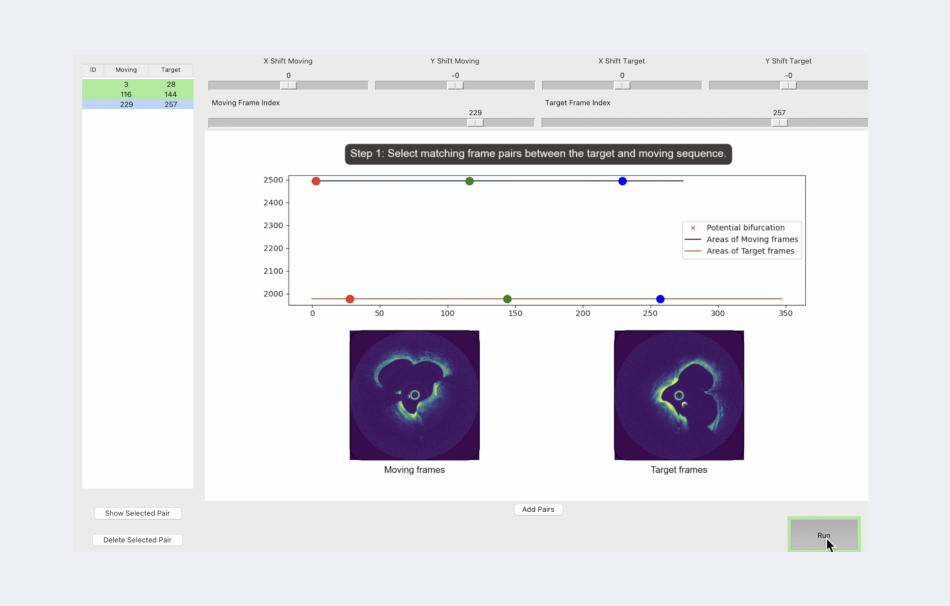 X Shift Moving Y Shift Moving X Shift Target Y Shift Target
ID Moving Target
0 -0 0 -0
3 28
116 144
229 257
Moving Frame Index Target Frame Index
229 257
Step 1: Select matching frame pairs between the target and moving sequence.
2500
2400
2300
2200
2100
2000
Potential bifurcation
Areas of Moving frames
Areas of Target frames
0 50 100 150 200 250 300 350
Moving frames Target frames
Show Selected Pair
Add Pairs
Delete Selected Pair
Run